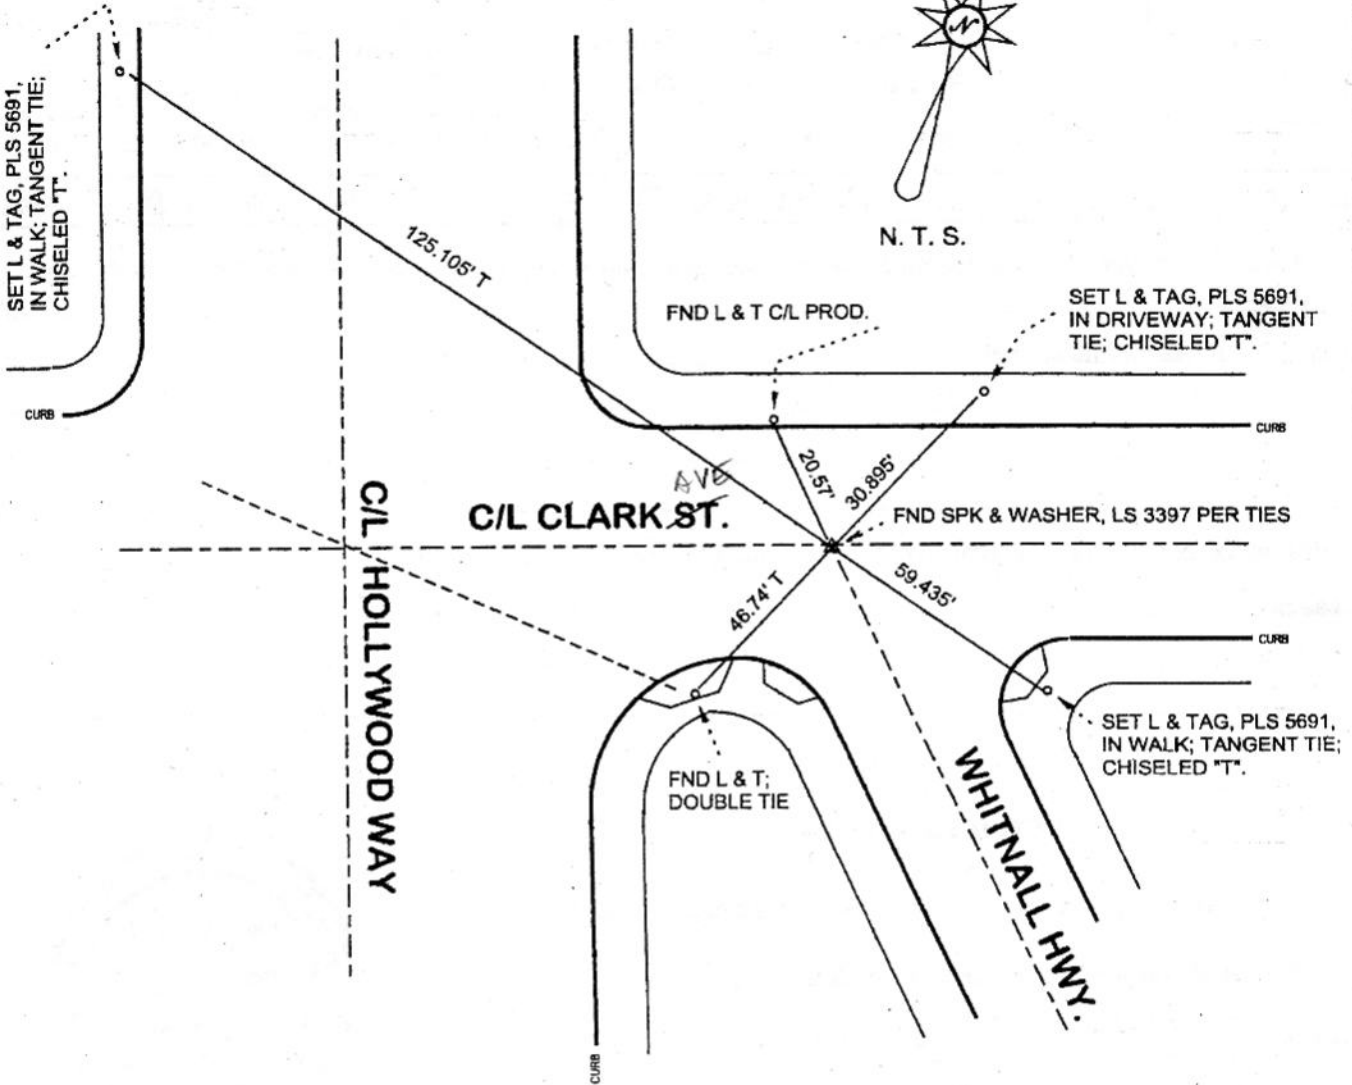 N
N. T. S.
SET L & TAG, PLS 5691,
IN WALK; TANGENT TIE;
CHISELED "T".
125.105' T
FND L & T C/L PROD.
SET L & TAG, PLS 5691,
IN DRIVEWAY; TANGENT
TIE; CHISELED "T".
CURB
CURB
20.57'
30.895'
AVE
C/L CLARK ST.
FND SPK & WASHER, LS 3397 PER TIES
C/L HOLLYWOOD WAY
46.74' T
59.435'
CURB
SET L & TAG, PLS 5691,
IN WALK; TANGENT TIE;
CHISELED "T".
FND L & T;
DOUBLE TIE
WHITNALL HWY.
CURB